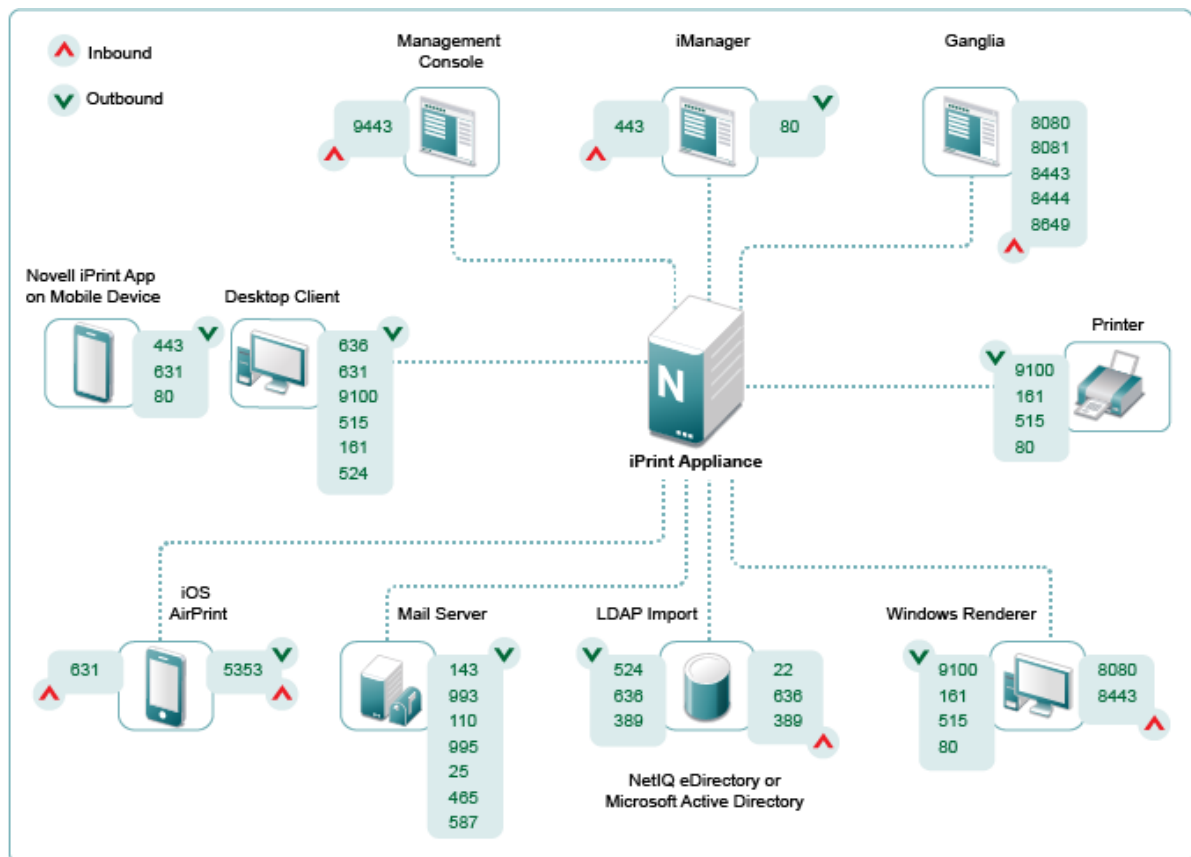 Inbound
Outbound
Management
Console
9443
iManager
443
80
Ganglia
8080
8081
8443
8444
8649
Novell iPrint App
on Mobile Device
443
631
80
Desktop Client
636
631
9100
515
161
524
N
iPrint Appliance
Printer
9100
161
515
80
iOS
AirPrint
631
5353
Mail Server
143
993
110
995
25
465
587
LDAP Import
524
636
389
22
636
389
NetIQ eDirectory or
Microsoft Active Directory
Windows Renderer
9100
161
515
80
8080
8443